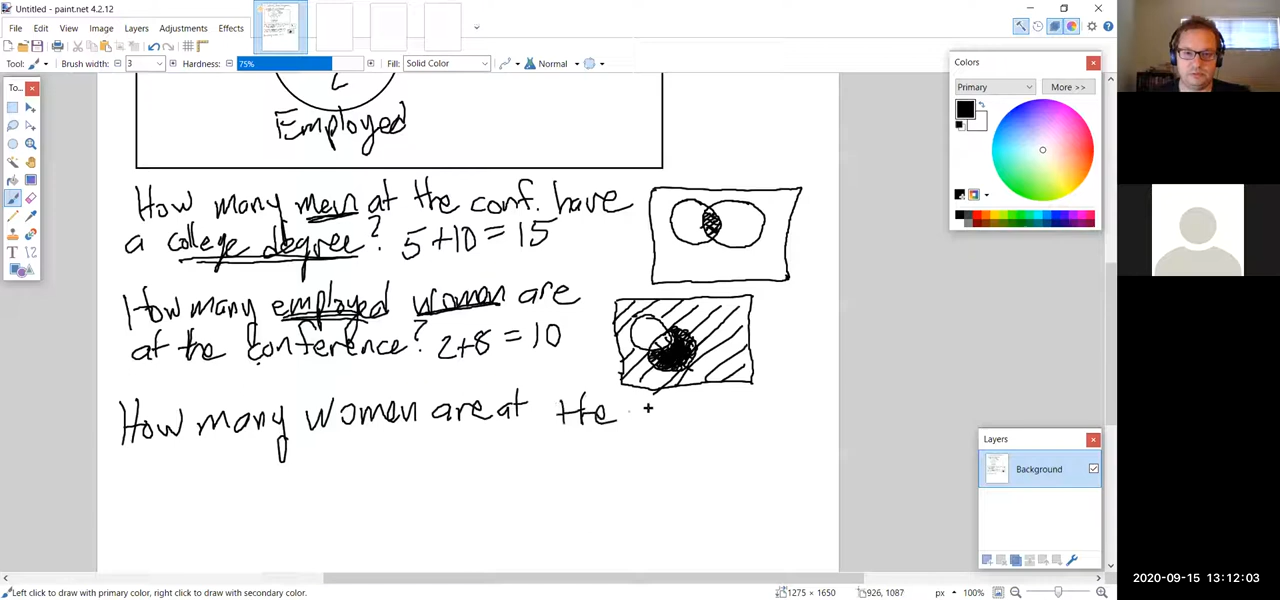 Untitled - paint.net 4.2.12
File Edit View Image Layers Adjustments Effects
Tool: Brush width: 3 Hardness: 75% Fill: Solid Color Normal
To...
Colors
Primary More >>
Employed
How many men at the conf. have
a college degree? 5+10=15
How many employed women are
at the conference? 2+8=10
How many women are at the
Layers
Background
Left click to draw with primary color, right click to draw with secondary color. 1275 × 1650 926, 1087 px 100%
2020-09-15 13:12:03